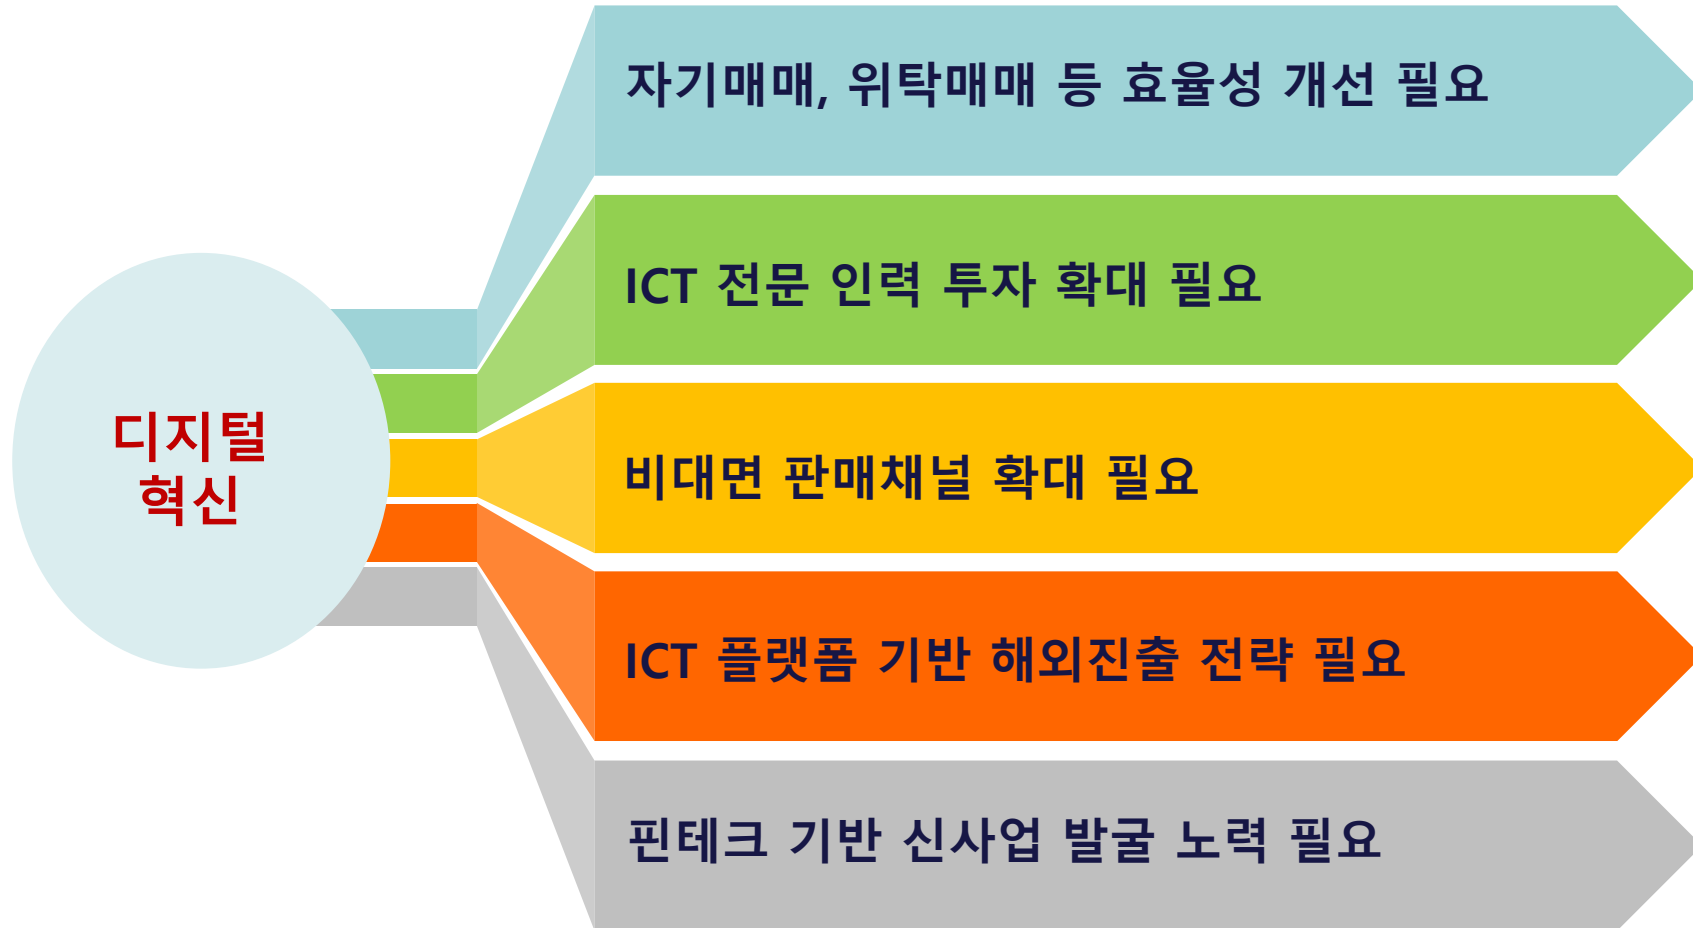 자기매매, 위탁매매 등 효율성 개선 필요
ICT 전문 인력 투자 확대 필요
디지털
혁신
비대면 판매채널 확대 필요
ICT 플랫폼 기반 해외진출 전략 필요
핀테크 기반 신사업 발굴 노력 필요